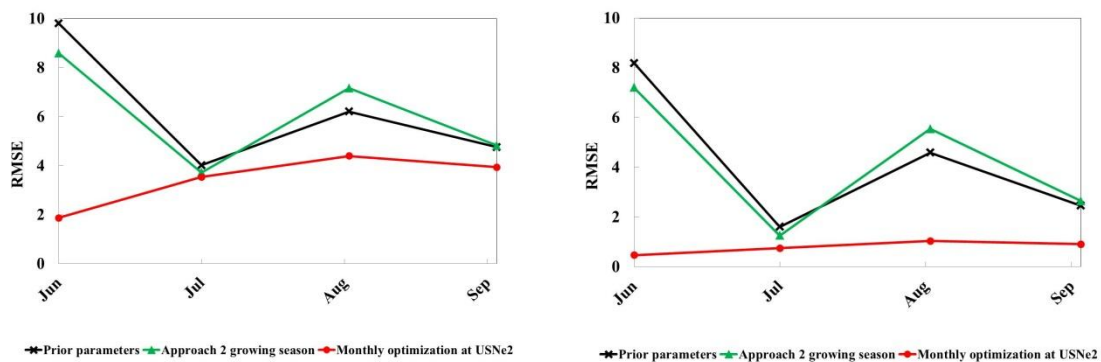 10
8
6
4
2
0
RMSE
Jun
Jul
Aug
Sep
Prior parameters Approach 2 growing season Monthly optimization at USNe2
10
8
6
4
2
0
RMSE
Jun
Jul
Aug
Sep
Prior parameters Approach 2 growing season Monthly optimization at USNe2